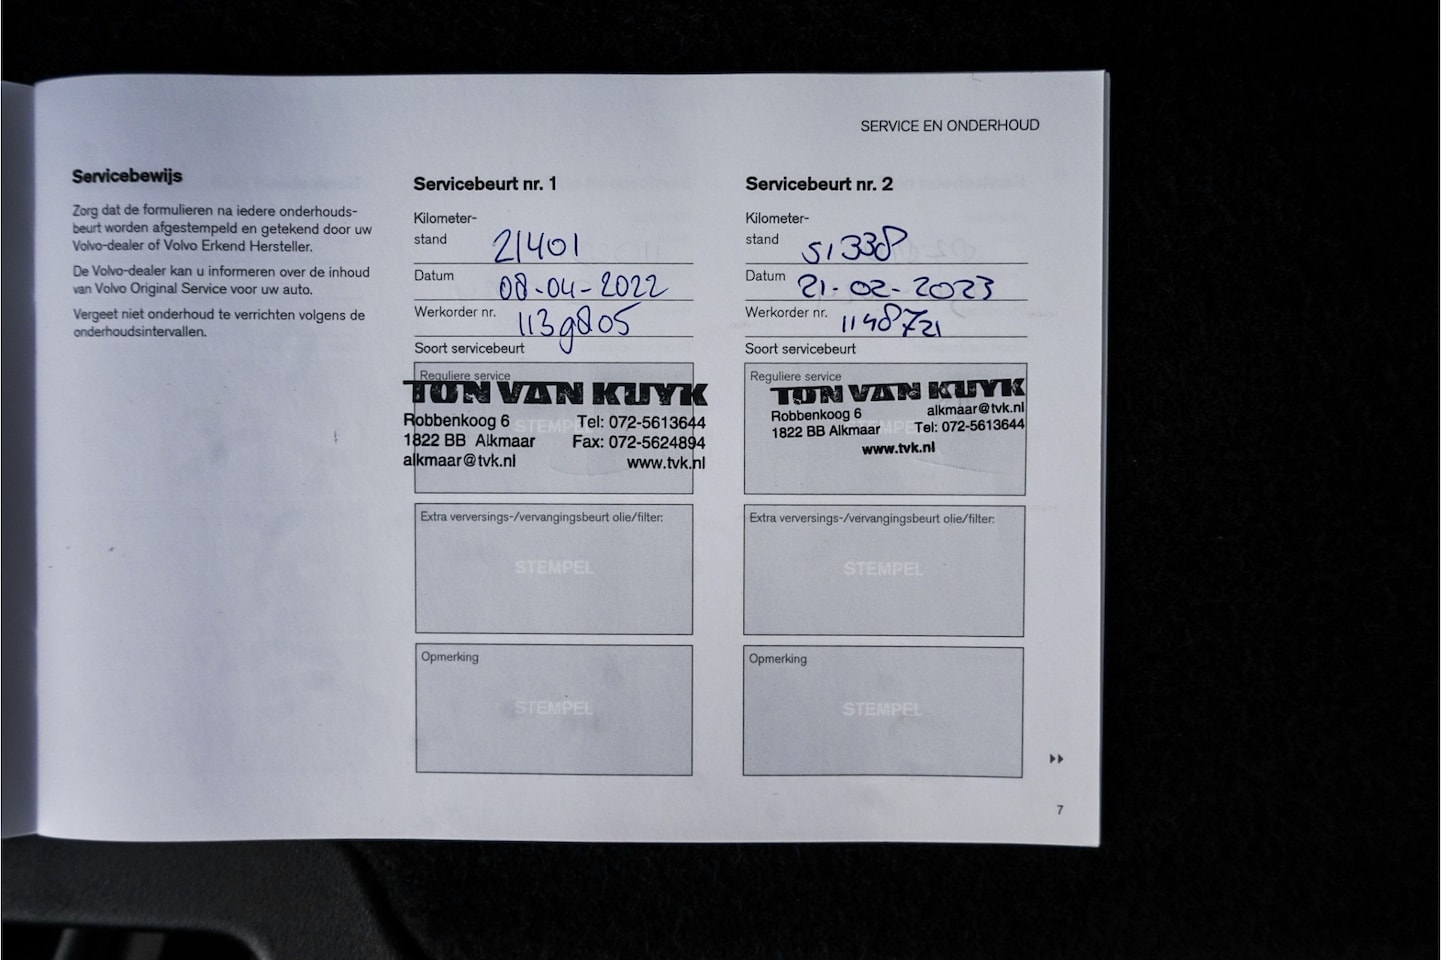 SERVICE EN ONDERHOUD
Servicebewijs
Zorg dat de formulieren na iedere onderhouds-
beurt worden afgestempeld en getekend door uw
Volvo-dealer of Volvo Erkend Hersteller.
De Volvo-dealer kan u informeren over de inhoud
van Volvo Original Service voor uw auto.
Vergeet niet onderhoud te verrichten volgens de
onderhoudsintervallen.
Servicebeurt nr. 1
Kilometer-
stand 21401
Datum 08-04-2022
Werkorder nr. 1139805
Soort servicebeurt
Reguliere service
TON VAN KUYK
Robbenkoog 6 Tel: 072-5613644
1822 BB Alkmaar Fax: 072-5624894
alkmaar@tvk.nl www.tvk.nl
Extra verversings-/vervangingsbeurt olie/filter:
STEMPEL
Opmerking
STEMPEL
Servicebeurt nr. 2
Kilometer-
stand 51338
Datum 21-02-2023
Werkorder nr. 1148721
Soort servicebeurt
Reguliere service
TON VAN KUYK
Robbenkoog 6 alkmaar@tvk.nl
1822 BB Alkmaar Tel: 072-5613644
www.tvk.nl
Extra verversings-/vervangingsbeurt olie/filter:
STEMPEL
Opmerking
STEMPEL
7